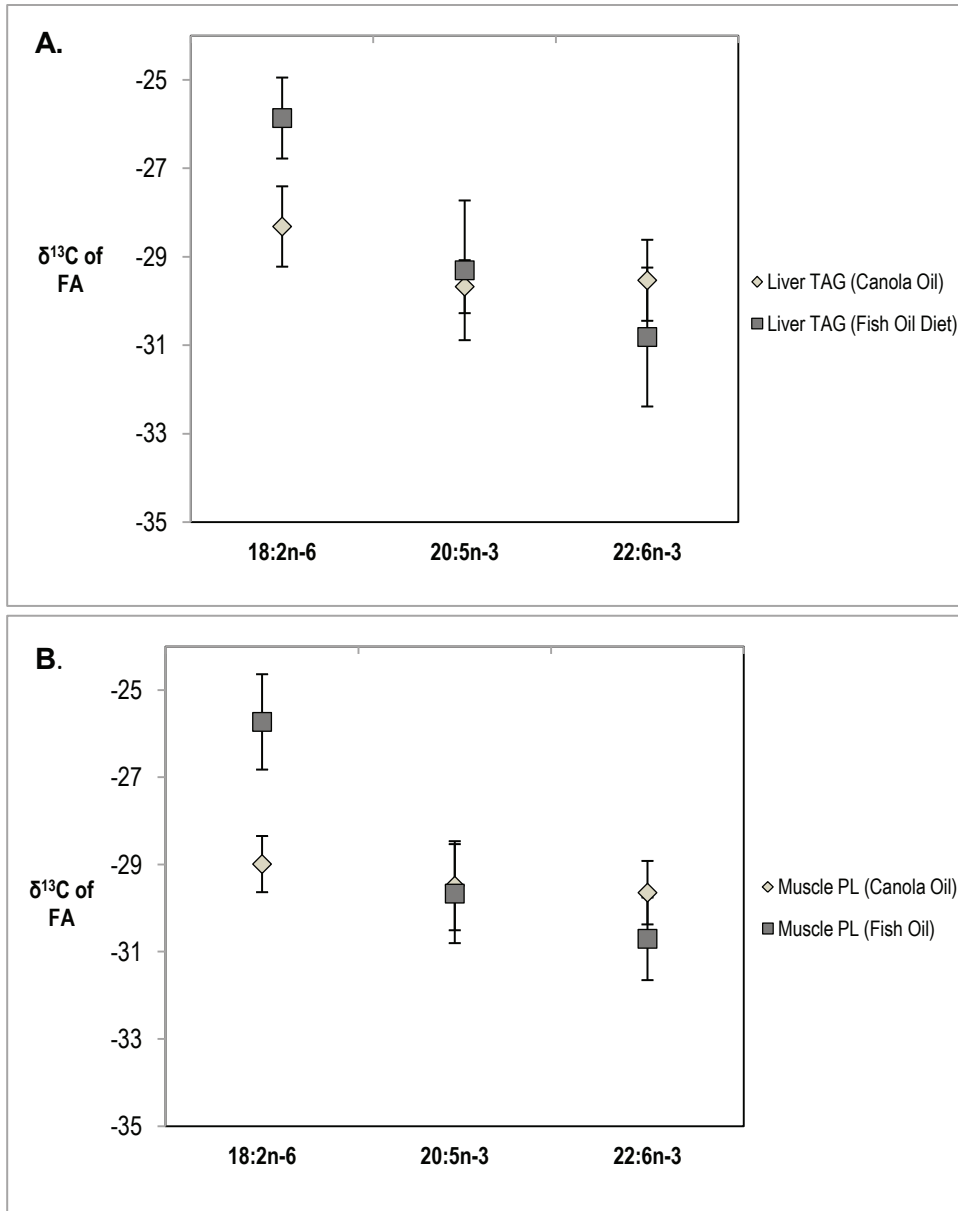 A.
-25
-27
-29
-31
-33
-35
δ¹³C of
FA
18:2n-6
20:5n-3
22:6n-3
Liver TAG (Canola Oil)
Liver TAG (Fish Oil Diet)
B.
-25
-27
-29
-31
-33
-35
δ¹³C of
FA
18:2n-6
20:5n-3
22:6n-3
Muscle PL (Canola Oil)
Muscle PL (Fish Oil)